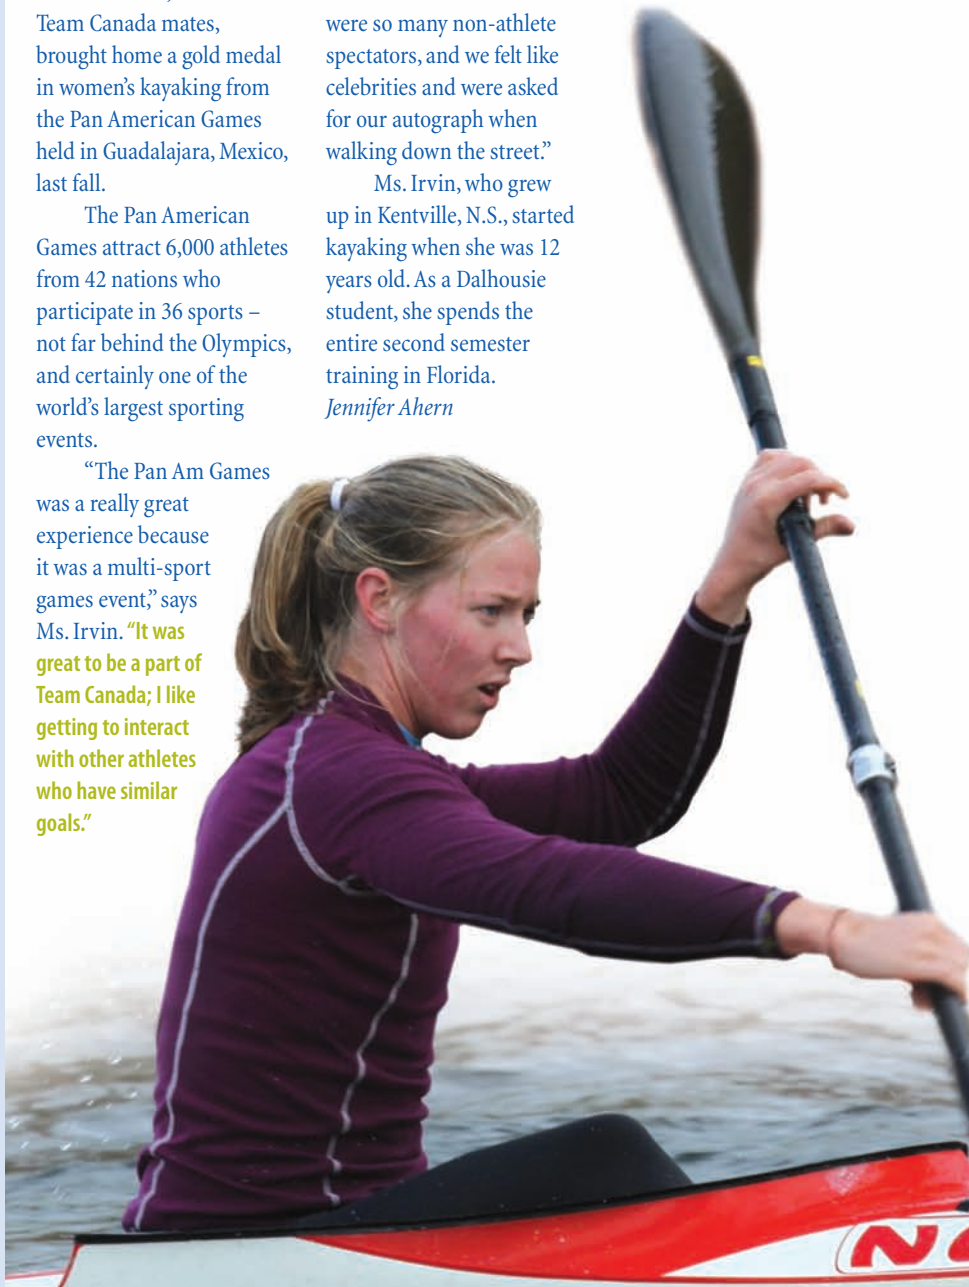 Team Canada mates,
brought home a gold medal
in women’s kayaking from
the Pan American Games
held in Guadalajara, Mexico,
last fall.
The Pan American
Games attract 6,000 athletes
from 42 nations who
participate in 36 sports –
not far behind the Olympics,
and certainly one of the
world’s largest sporting
events.
“The Pan Am Games
was a really great
experience because
it was a multi-sport
games event,” says
Ms. Irvin. “It was
great to be a part of
Team Canada; I like
getting to interact
with other athletes
who have similar
goals.”
were so many non-athlete
spectators, and we felt like
celebrities and were asked
for our autograph when
walking down the street.”
Ms. Irvin, who grew
up in Kentville, N.S., started
kayaking when she was 12
years old. As a Dalhousie
student, she spends the
entire second semester
training in Florida.
Jennifer Ahern